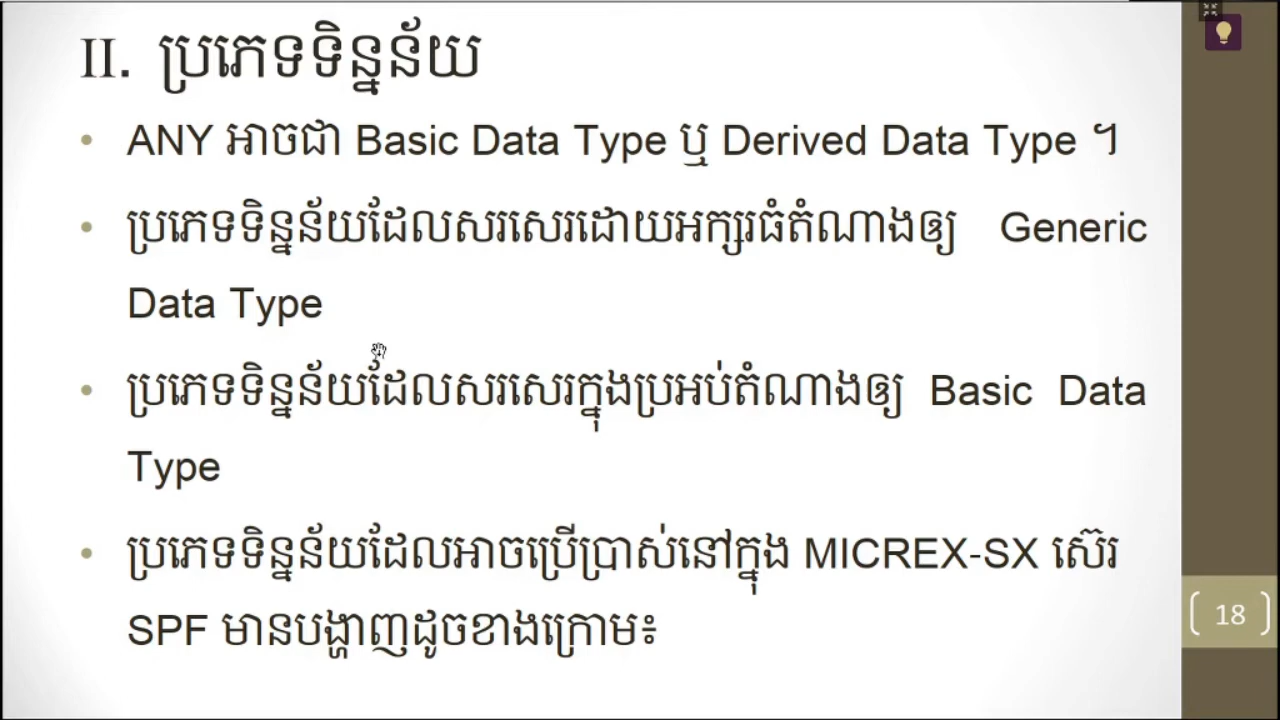 II. ប្រភេទទិន្នន័យ
• ANY អាចជា Basic Data Type ឬ Derived Data Type ។
• ប្រភេទទិន្នន័យដែលសរសេរដោយអក្សរធំតំណាងឲ្យ Generic
Data Type
• ប្រភេទទិន្នន័យដែលសរសេរក្នុងប្រអប់តំណាងឲ្យ Basic Data
Type
• ប្រភេទទិន្នន័យដែលអាចប្រើប្រាស់នៅក្នុង MICREX-SX ស៊េរ
SPF មានបង្ហាញដូចខាងក្រោម៖
18